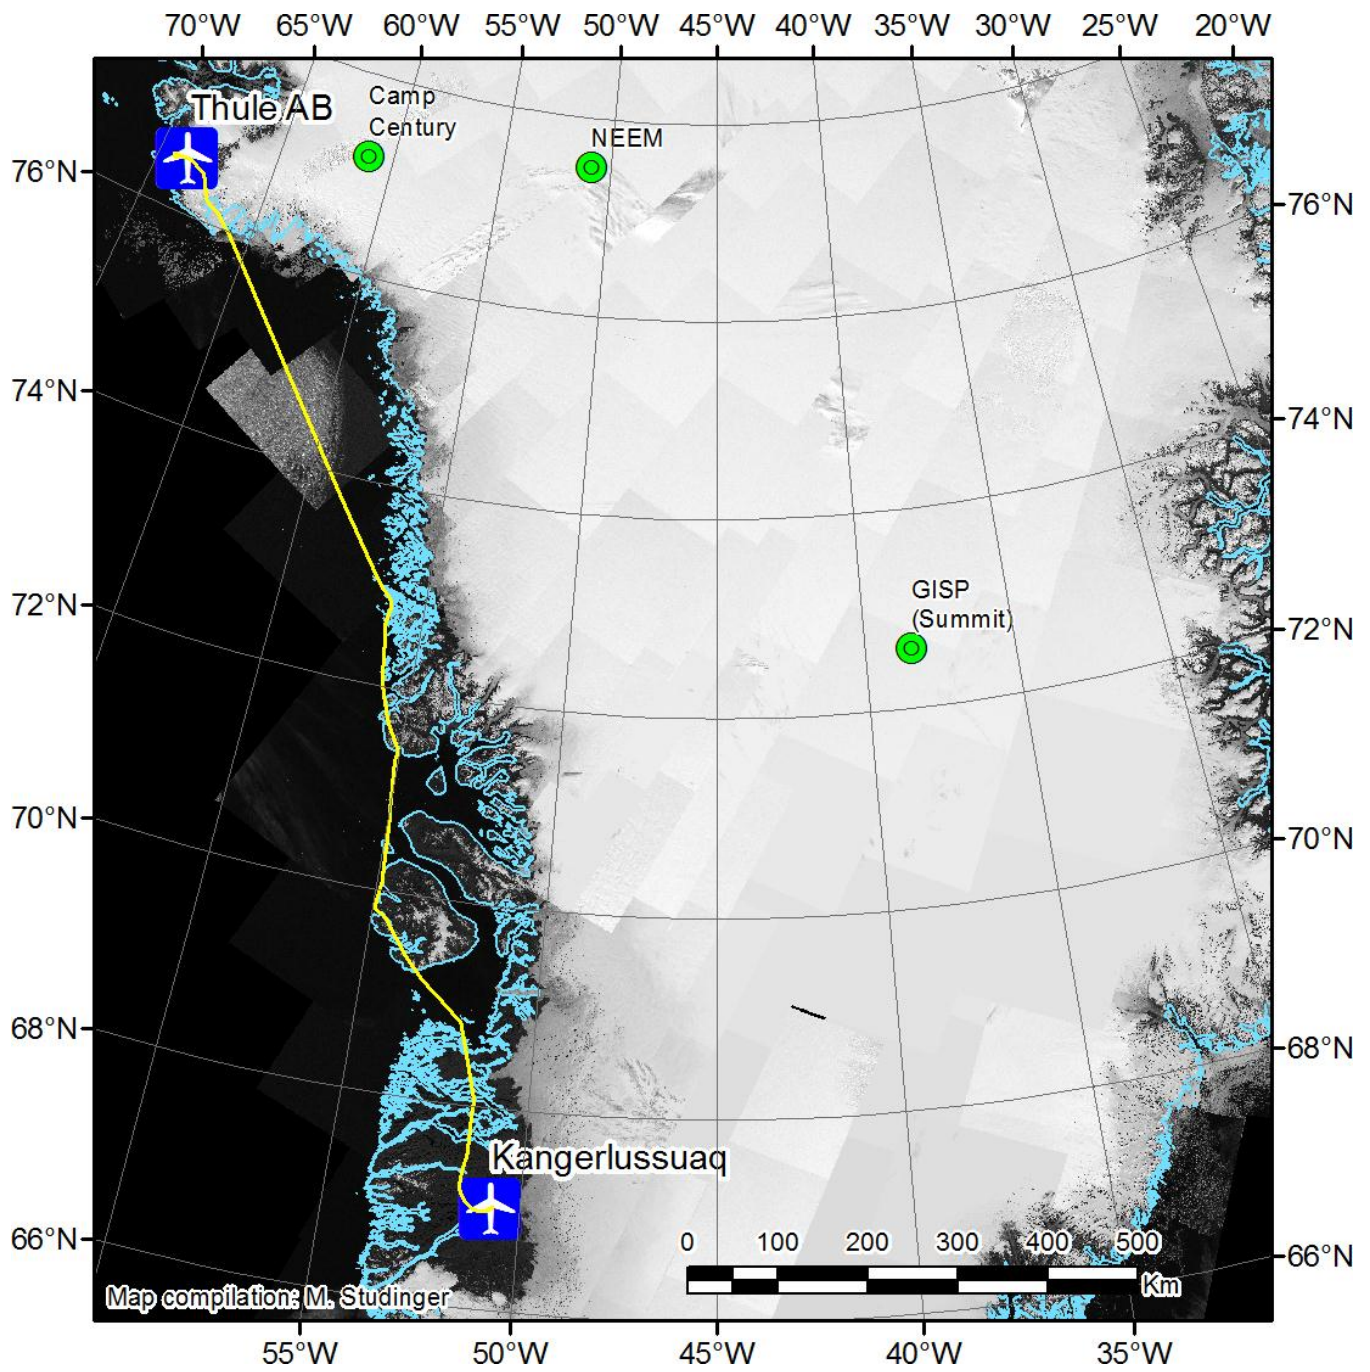 70°W 65°W 60°W 55°W 50°W 45°W 40°W 35°W 30°W 25°W 20°W
Thule AB
Camp
Century
NEEM
76°N
76°N
74°N
74°N
GISP
(Summit)
72°N
72°N
70°N
70°N
68°N
68°N
Kangerlussuaq
66°N
66°N
0 100 200 300 400 500
Km
Map compilation: M. Studinger
55°W 50°W 45°W 40°W 35°W